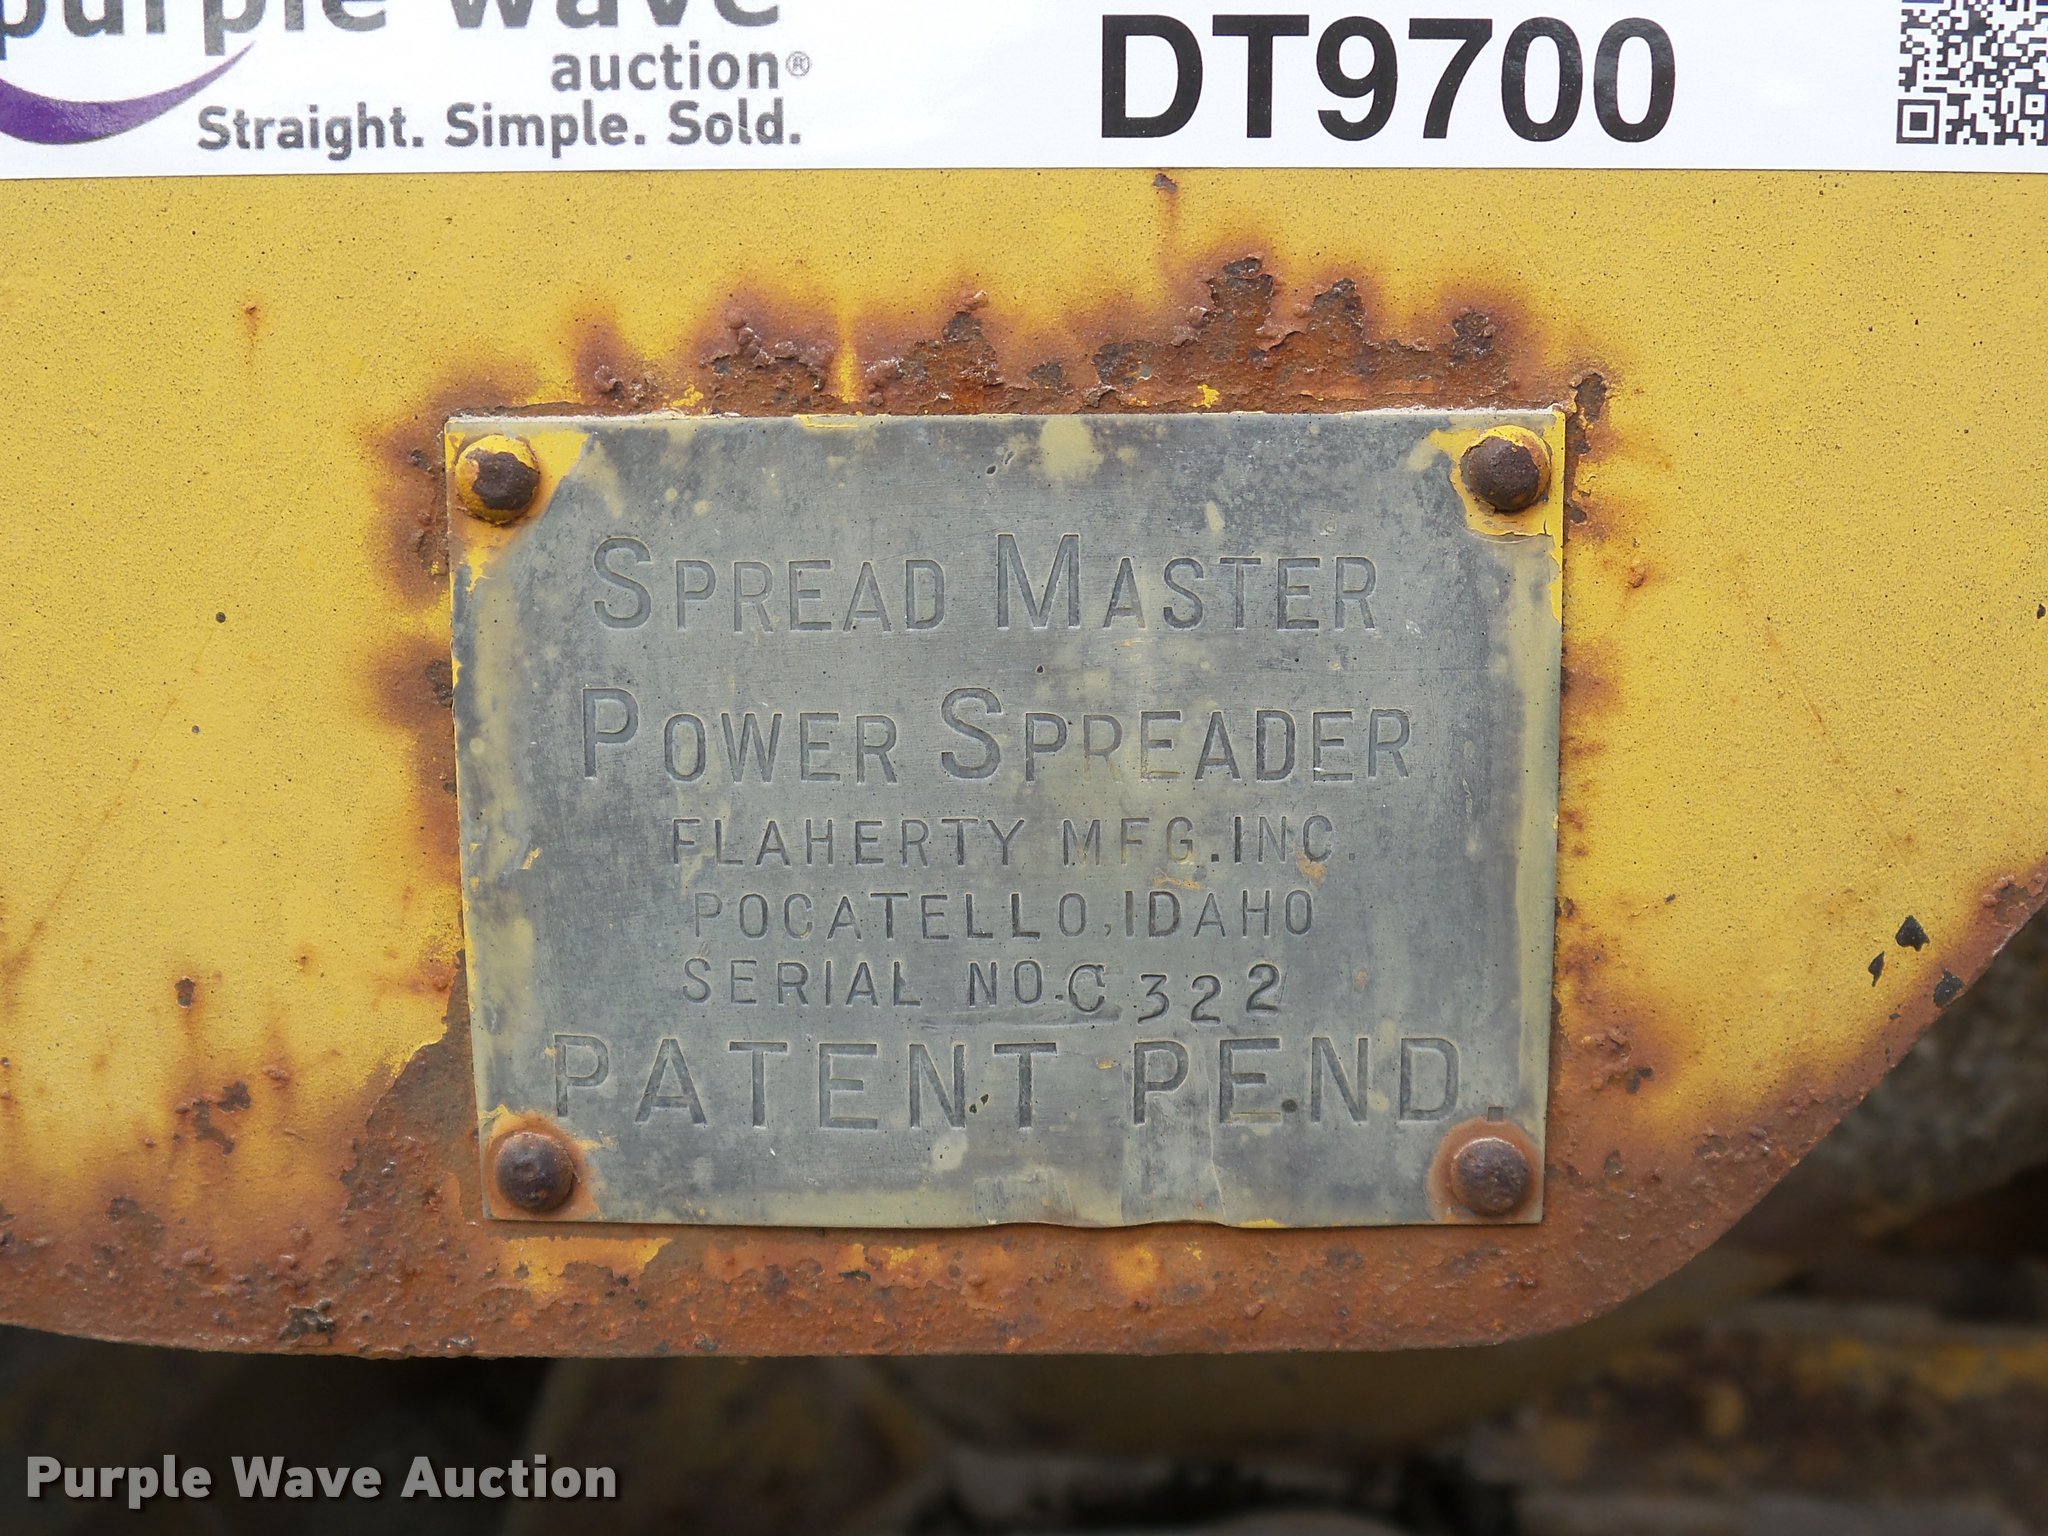 purple wave
auction®
Straight. Simple. Sold.
DT9700
SPREAD MASTER
POWER SPREADER
FLAHERTY MFG. INC.
POCATELLO, IDAHO
SERIAL NO. C 322
PATENT PEND.
Purple Wave Auction